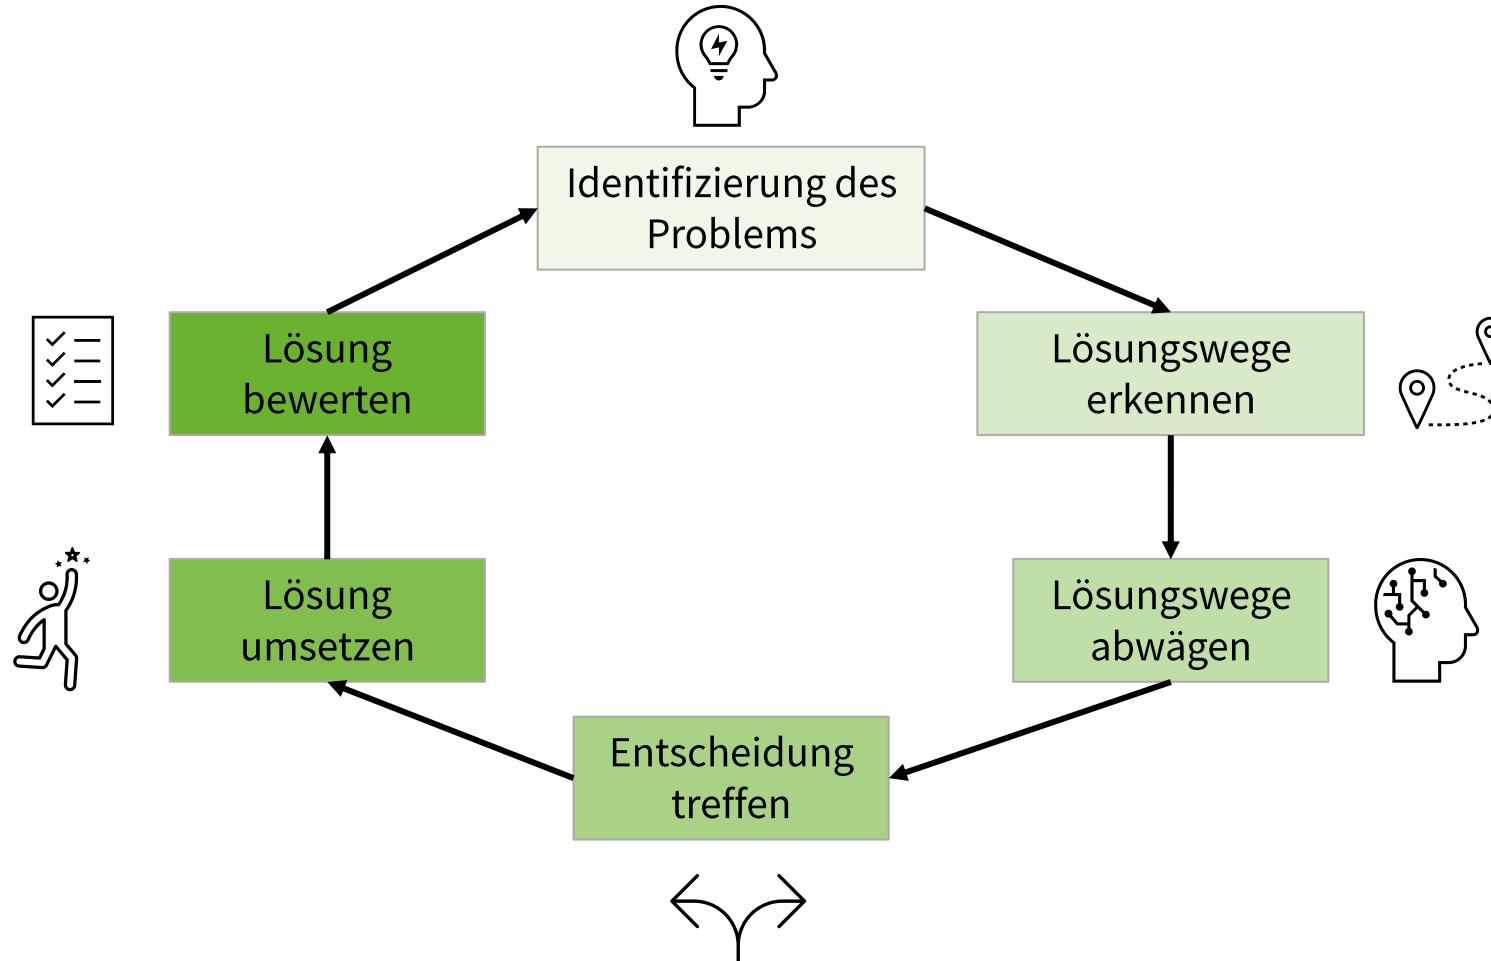 Identifizierung des
Problems
Lösungswege
erkennen
Lösungswege
abwägen
Entscheidung
treffen
Lösung
umsetzen
Lösung
bewerten